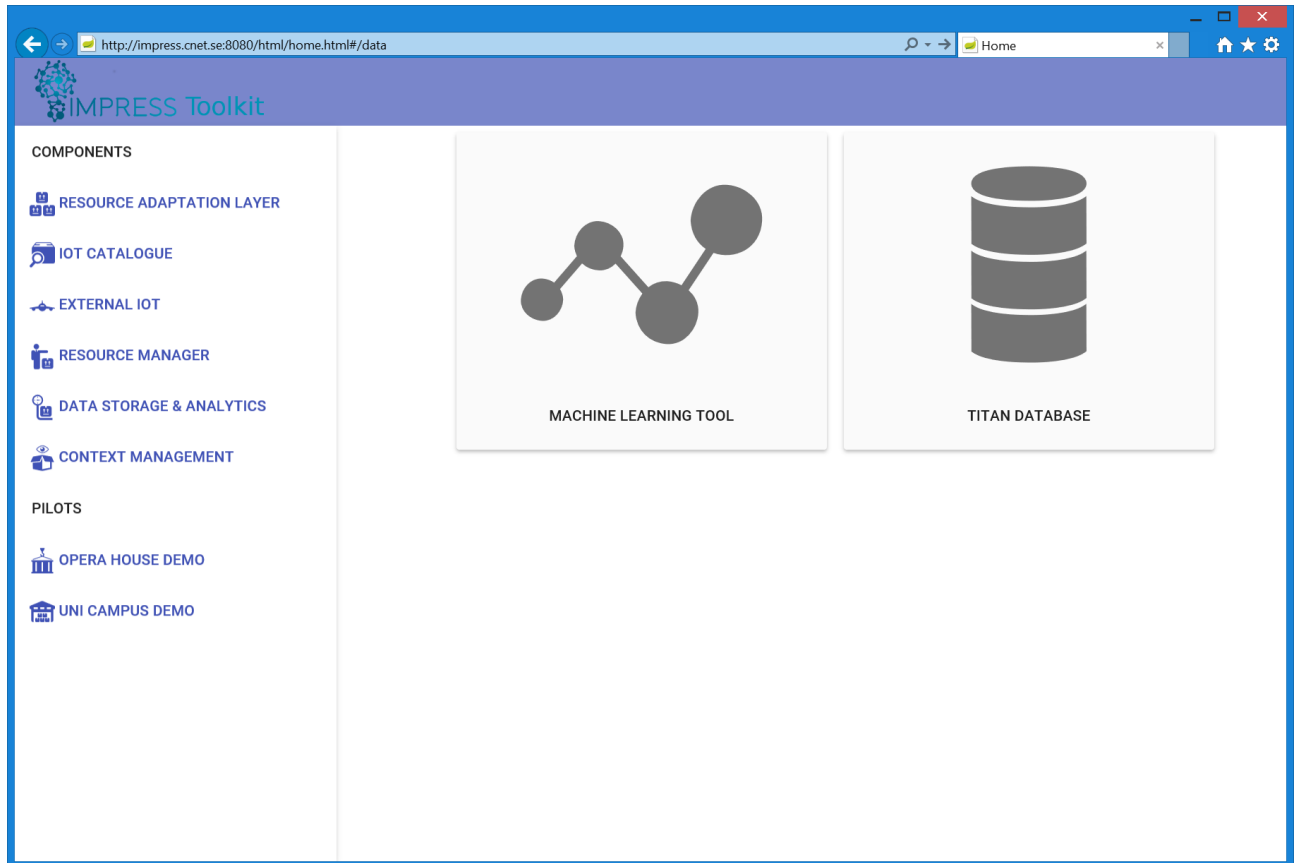 http://impress.cnet.se:8080/html/home.html#/data
Home
IMPRESS Toolkit
COMPONENTS
RESOURCE ADAPTATION LAYER
IOT CATALOGUE
EXTERNAL IOT
RESOURCE MANAGER
DATA STORAGE & ANALYTICS
CONTEXT MANAGEMENT
PILOTS
OPERA HOUSE DEMO
UNI CAMPUS DEMO
MACHINE LEARNING TOOL
TITAN DATABASE